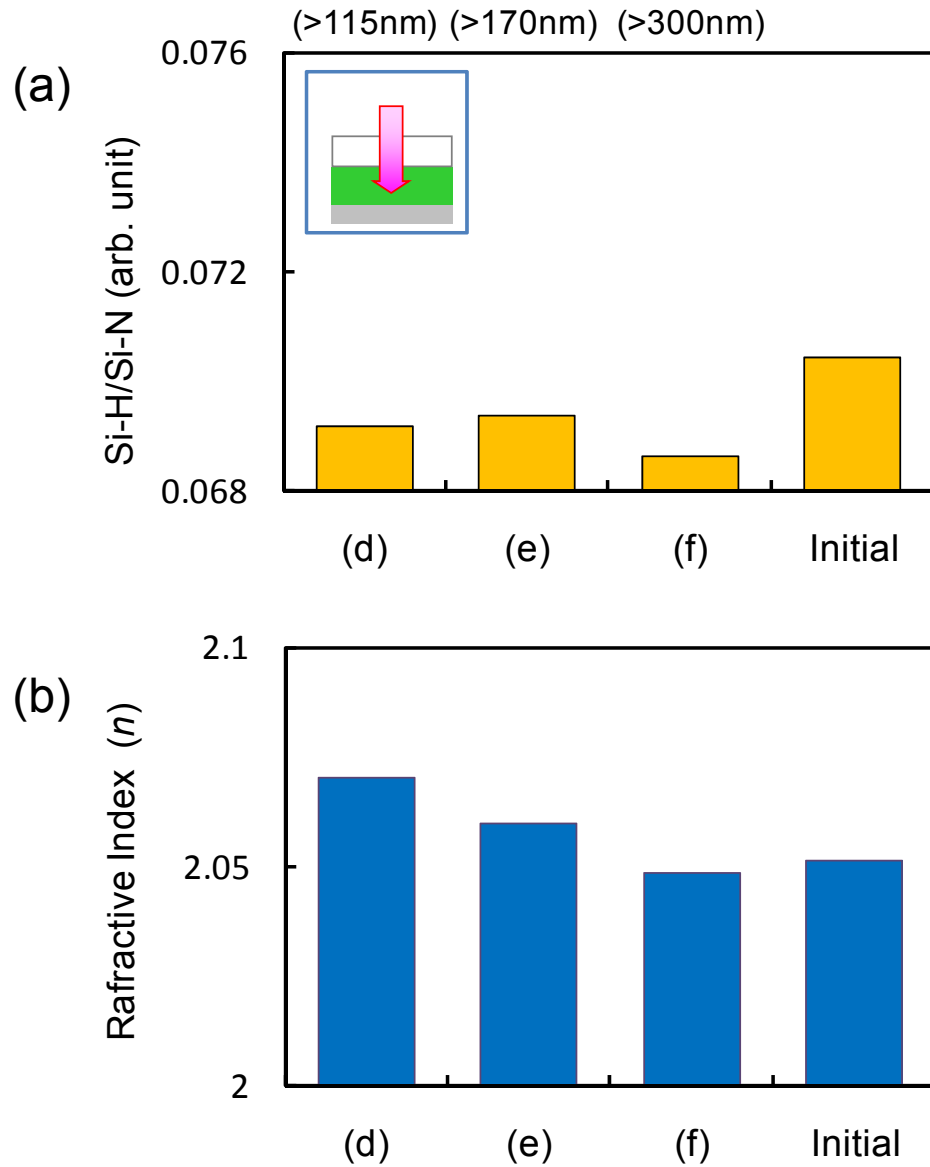 (>115nm) (>170nm) (>300nm)
(a)
Si-H/Si-N (arb. unit)
0.076
0.072
0.068
(d) (e) (f) Initial
(b)
Rafractive Index (n)
2.1
2.05
2
(d) (e) (f) Initial